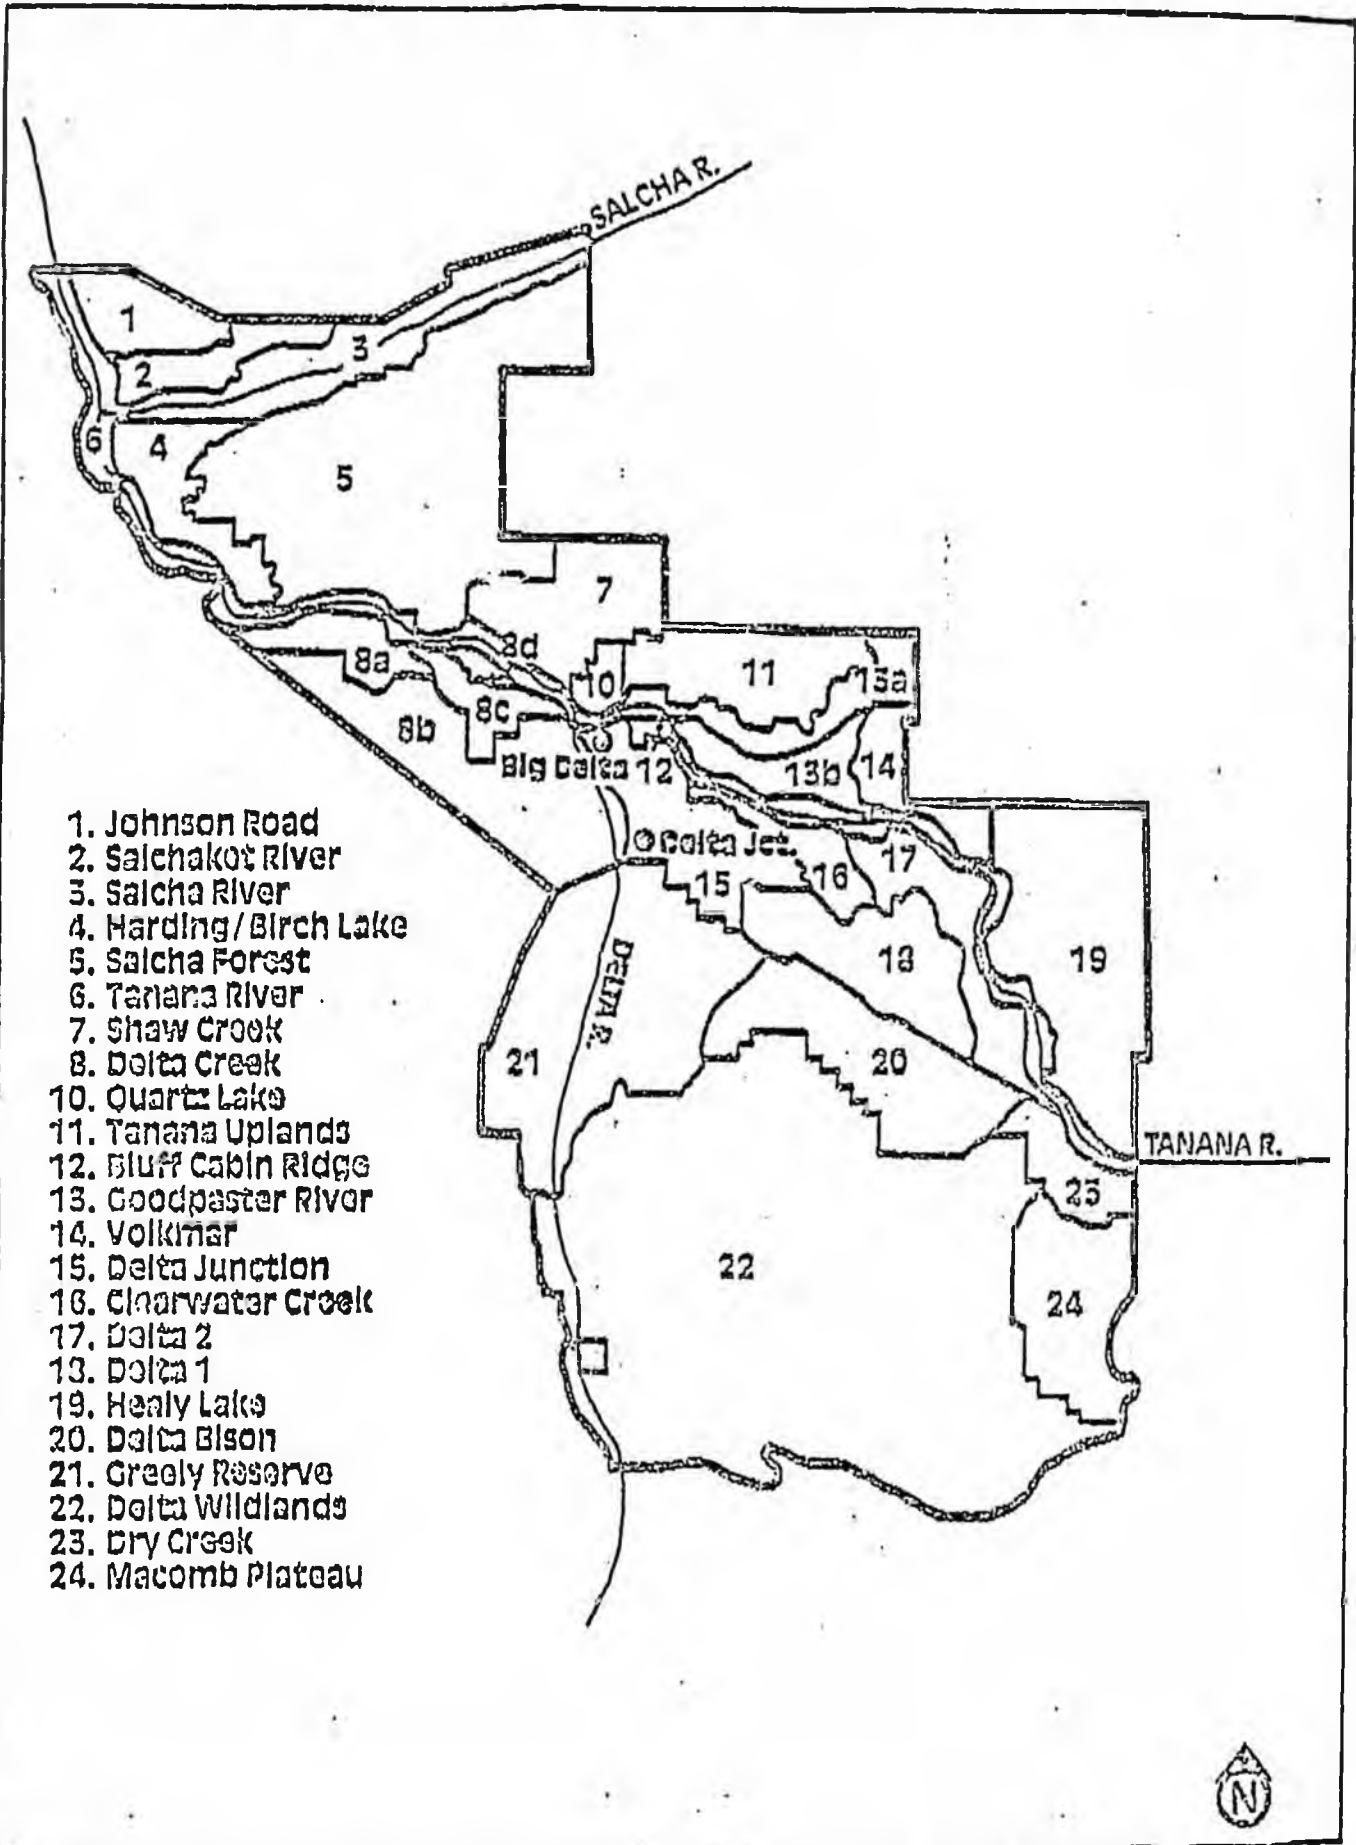 SALCHA R.
1
3
2
6
4
5
7
8d
11
13a
8a
10
8c
8b
Big Delta
12
13b
14
Delta Jct.
17
15
16
DELTA R.
18
19
21
20
TANANA R.
23
22
24
1. Johnson Road
2. Salchaket River
3. Salcha River
4. Harding/Birch Lake
5. Salcha Forest
6. Tanana River
7. Shaw Creek
8. Delta Creek
10. Quartz Lake
11. Tanana Uplands
12. Bluff Cabin Ridge
13. Goodpaster River
14. Volkmar
15. Delta Junction
16. Clearwater Creek
17. Delta 2
18. Delta 1
19. Healy Lake
20. Delta Bison
21. Greely Reserve
22. Delta Wildlands
23. Dry Creek
24. Macomb Plateau
N